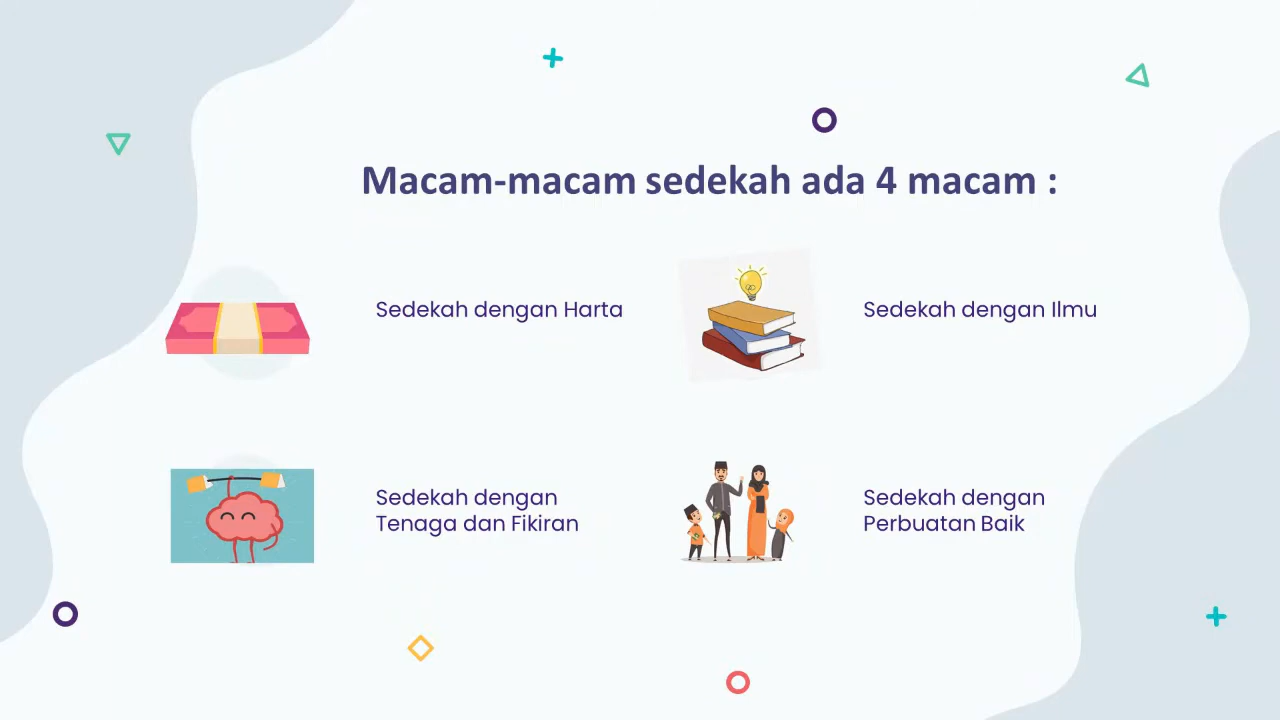 Macam-macam sedekah ada 4 macam :
Sedekah dengan Harta
Sedekah dengan Ilmu
Sedekah dengan
Tenaga dan Fikiran
Sedekah dengan
Perbuatan Baik